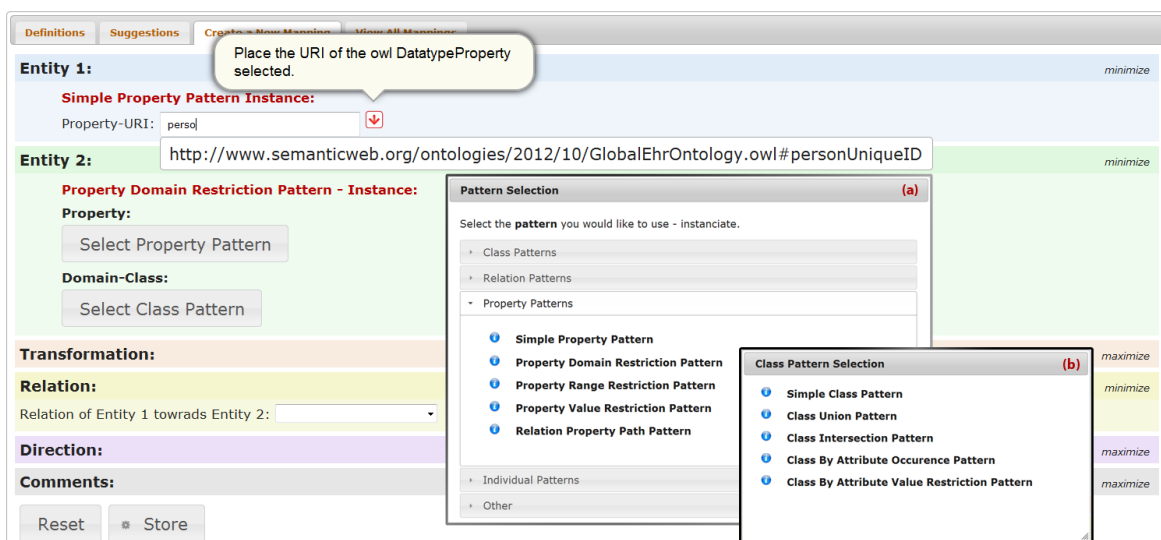 Definitions
Suggestions
Create a New Mapping
View All Mappings
Place the URI of the owl DatatypeProperty
selected.
Entity 1:
minimize
Simple Property Pattern Instance:
Property-URI: perso
http://www.semanticweb.org/ontologies/2012/10/GlobalEhrOntology.owl#personUniqueID
Entity 2:
minimize
Property Domain Restriction Pattern - Instance:
Property:
Select Property Pattern
Domain-Class:
Select Class Pattern
Pattern Selection
(a)
Select the pattern you would like to use - instanciate.
Class Patterns
Relation Patterns
Property Patterns
Simple Property Pattern
Property Domain Restriction Pattern
Property Range Restriction Pattern
Property Value Restriction Pattern
Relation Property Path Pattern
Individual Patterns
Other
Class Pattern Selection
(b)
Simple Class Pattern
Class Union Pattern
Class Intersection Pattern
Class By Attribute Occurence Pattern
Class By Attribute Value Restriction Pattern
Transformation:
maximize
Relation:
minimize
Relation of Entity 1 towrads Entity 2:
Direction:
maximize
Comments:
maximize
Reset
Store